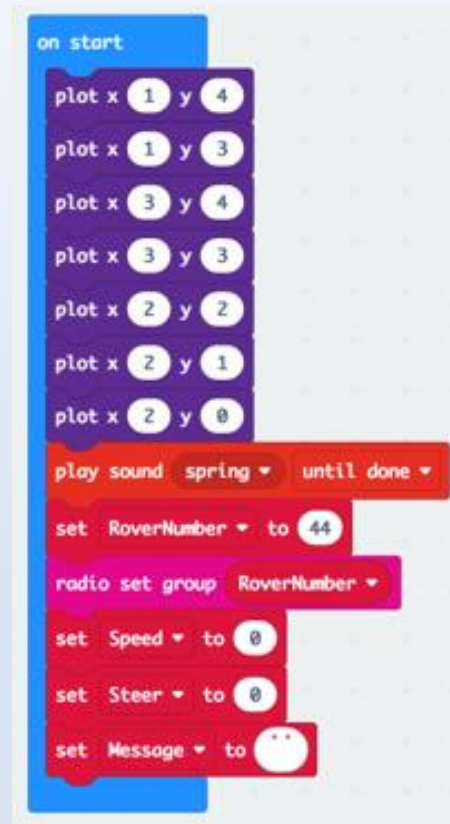 on start
plot x 1 y 4
plot x 1 y 3
plot x 3 y 4
plot x 3 y 3
plot x 2 y 2
plot x 2 y 1
plot x 2 y 0
play sound spring until done
set RoverNumber to 44
radio set group RoverNumber
set Speed to 0
set Steer to 0
set Message to " "